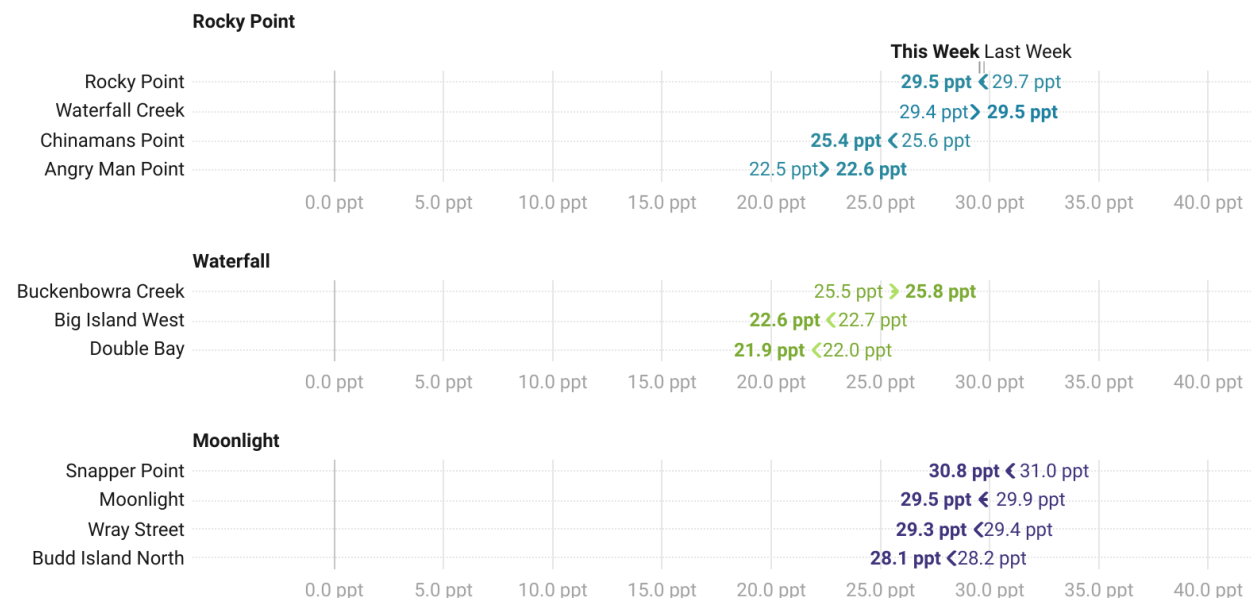 Rocky Point
This Week Last Week
Rocky Point 29.5 ppt 29.7 ppt
Waterfall Creek 29.4 ppt 29.5 ppt
Chinamans Point 25.4 ppt 25.6 ppt
Angry Man Point 22.5 ppt 22.6 ppt
0.0 ppt 5.0 ppt 10.0 ppt 15.0 ppt 20.0 ppt 25.0 ppt 30.0 ppt 35.0 ppt 40.0 ppt
Waterfall
Buckenbowra Creek 25.5 ppt 25.8 ppt
Big Island West 22.6 ppt 22.7 ppt
Double Bay 21.9 ppt 22.0 ppt
0.0 ppt 5.0 ppt 10.0 ppt 15.0 ppt 20.0 ppt 25.0 ppt 30.0 ppt 35.0 ppt 40.0 ppt
Moonlight
Snapper Point 30.8 ppt 31.0 ppt
Moonlight 29.5 ppt 29.9 ppt
Wray Street 29.3 ppt 29.4 ppt
Budd Island North 28.1 ppt 28.2 ppt
0.0 ppt 5.0 ppt 10.0 ppt 15.0 ppt 20.0 ppt 25.0 ppt 30.0 ppt 35.0 ppt 40.0 ppt